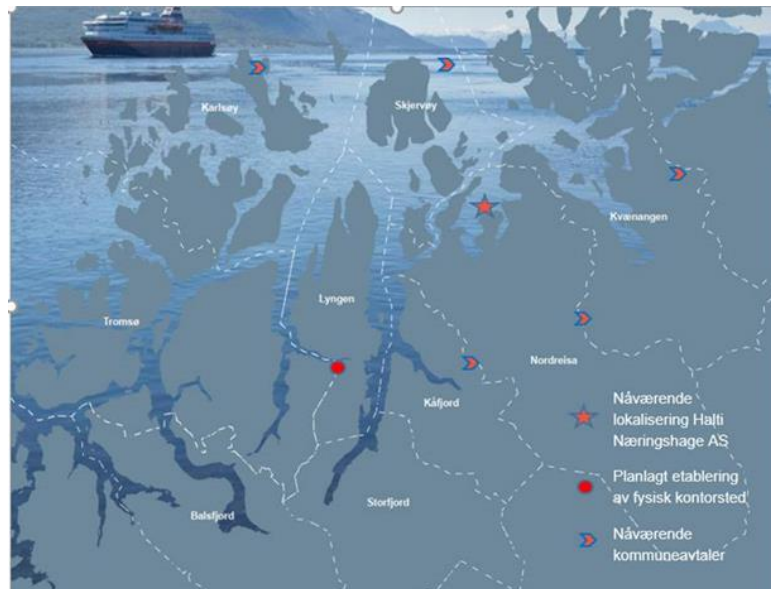 Karlsøy
Skjervøy
Kvænangen
Lyngen
Tromsø
Nordreisa
Kåfjord
Storfjord
Balsfjord
Nåværende
lokalisering Halti
Næringshage AS
Planlagt etablering
av fysisk kontorsted
Nåværende
kommuneavtaler